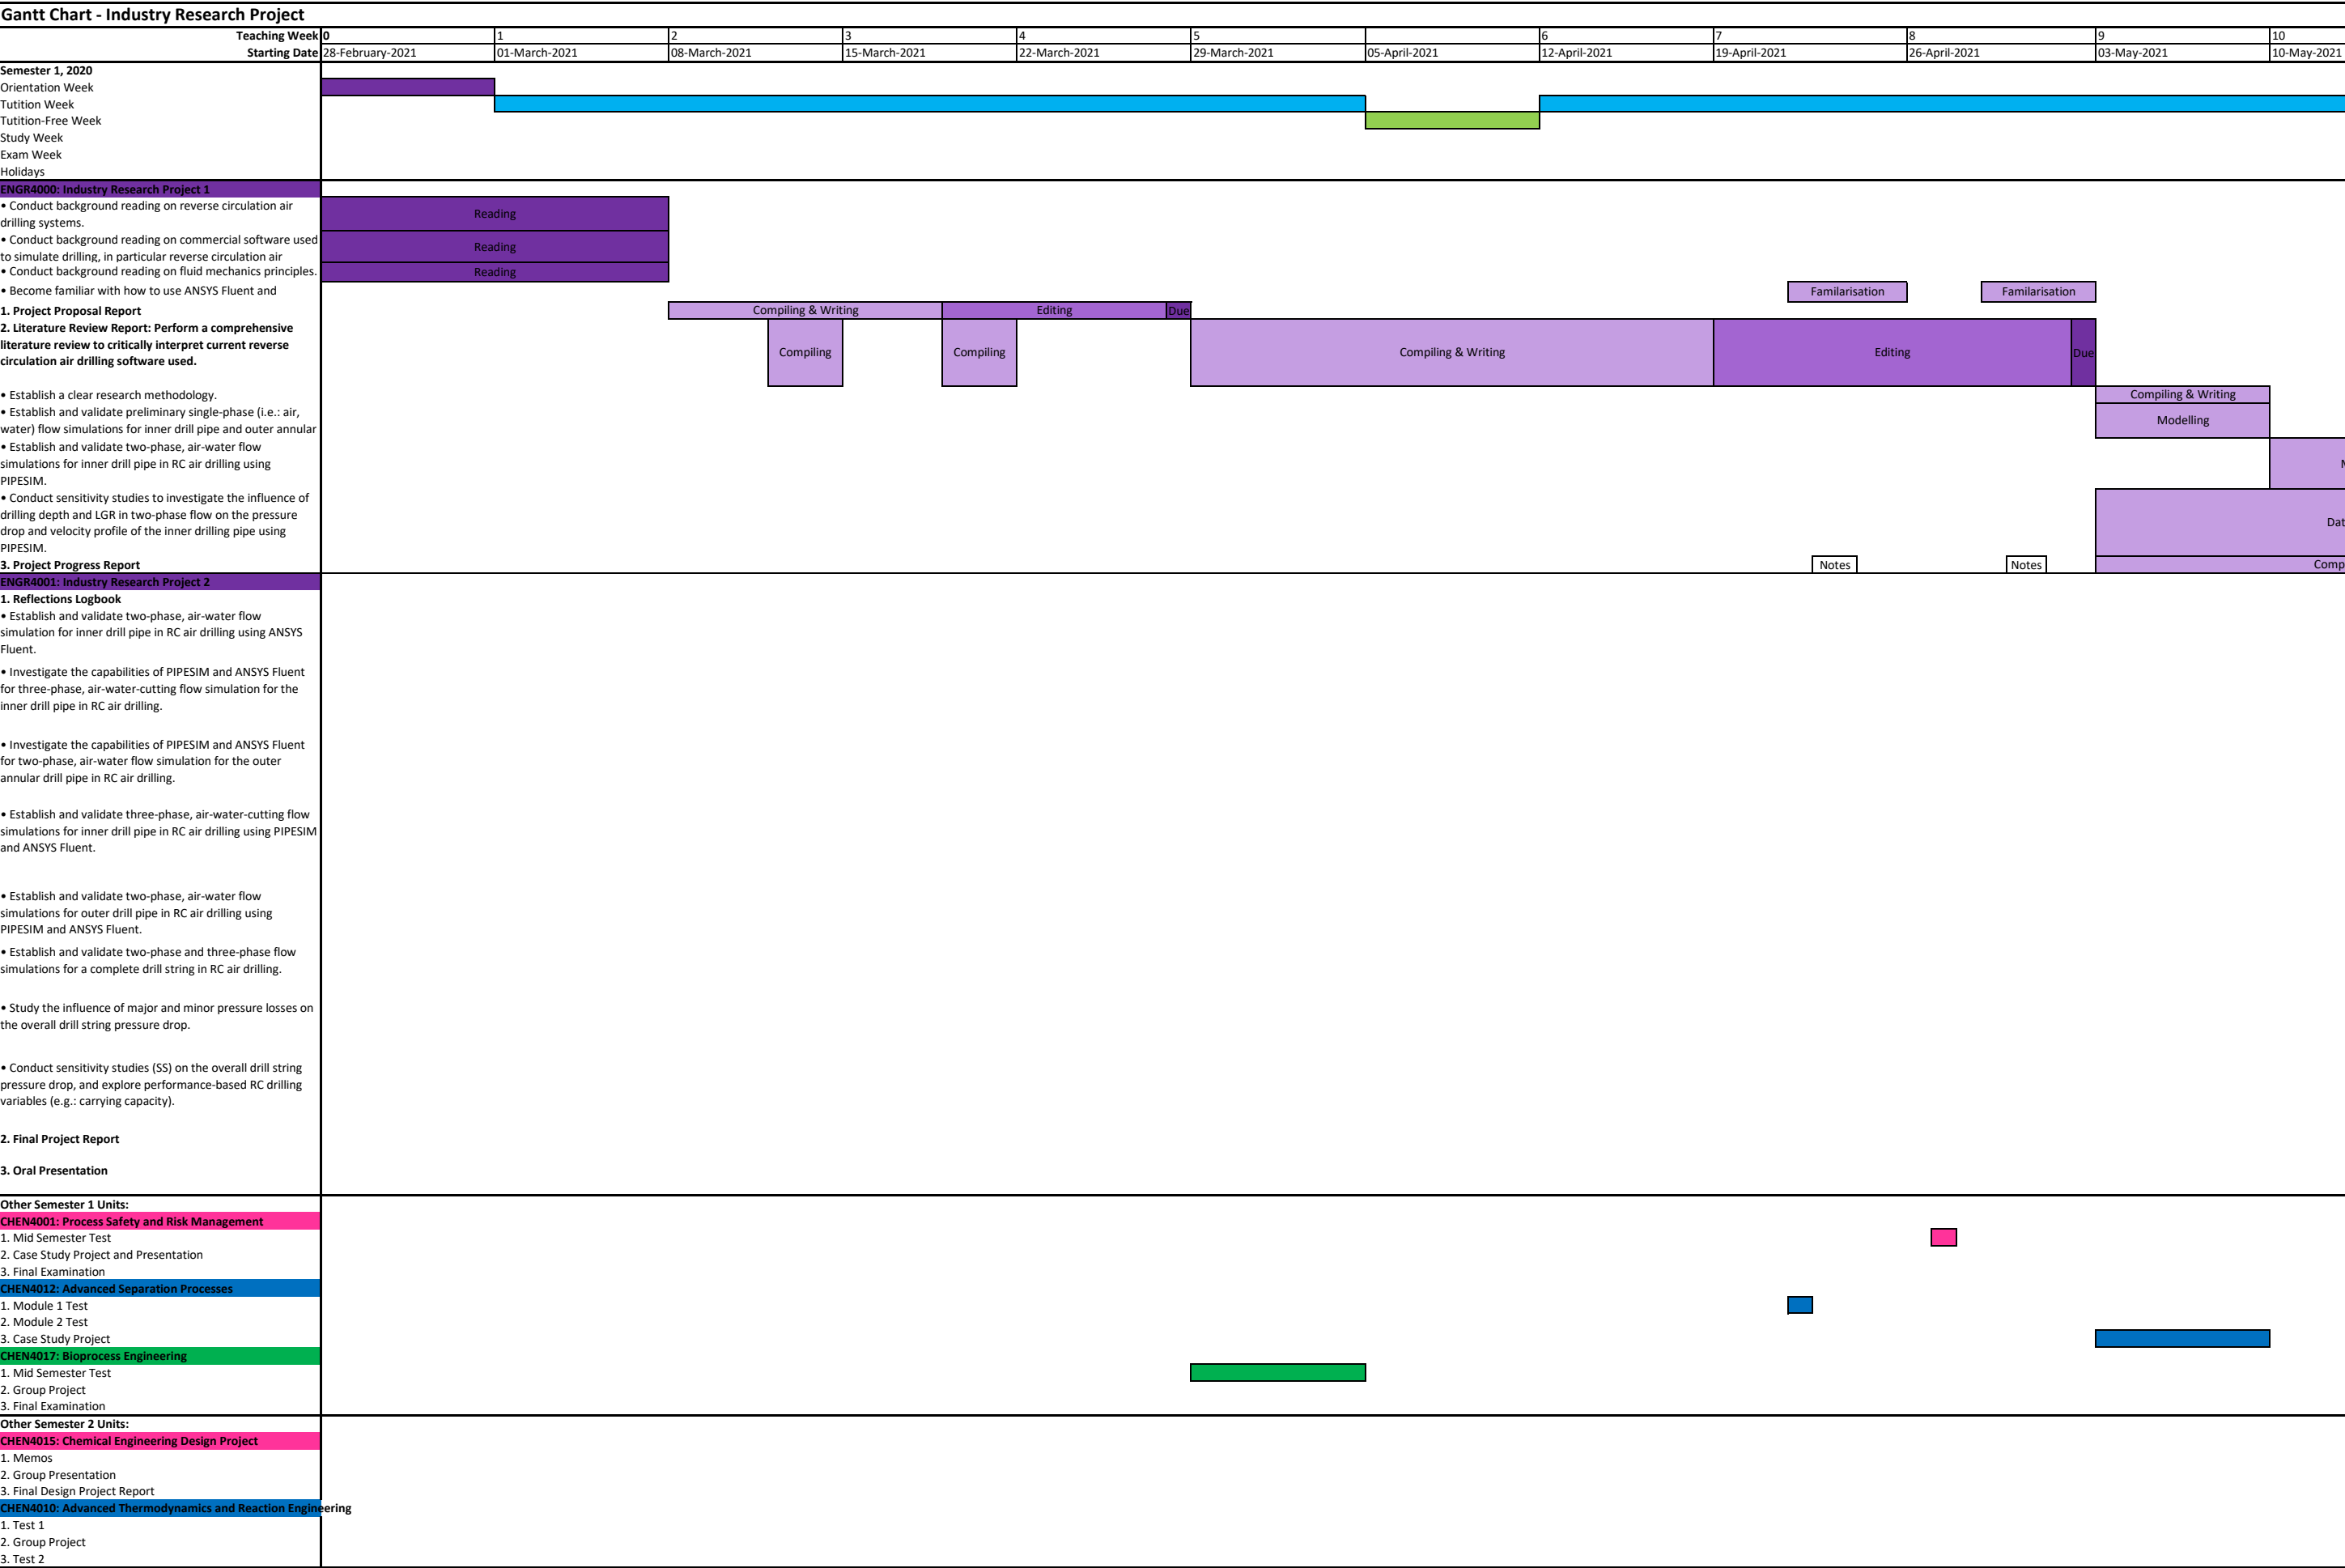 Gantt Chart - Industry Research Project
Teaching Week 0 1 2 3 4 5 6 7 8 9 10
Starting Date 28-February-2021 01-March-2021 08-March-2021 15-March-2021 22-March-2021 29-March-2021 05-April-2021 12-April-2021 19-April-2021 26-April-2021 03-May-2021 10-May-2021
Semester 1, 2020
Orientation Week
Tutition Week
Tutition-Free Week
Study Week
Exam Week
Holidays
ENGR4000: Industry Research Project 1
• Conduct background reading on reverse circulation air
drilling systems.
Reading
• Conduct background reading on commercial software used
to simulate drilling, in particular reverse circulation air
Reading
• Conduct background reading on fluid mechanics principles.
Reading
• Become familiar with how to use ANSYS Fluent and
Familarisation Familarisation
1. Project Proposal Report
Compiling & Writing Editing Due
2. Literature Review Report: Perform a comprehensive
literature review to critically interpret current reverse
circulation air drilling software used.
Compiling Compiling Compiling & Writing Editing Due
• Establish a clear research methodology.
Compiling & Writing
• Establish and validate preliminary single-phase (i.e.: air,
water) flow simulations for inner drill pipe and outer annular
Modelling
• Establish and validate two-phase, air-water flow
simulations for inner drill pipe in RC air drilling using
PIPESIM.
• Conduct sensitivity studies to investigate the influence of
drilling depth and LGR in two-phase flow on the pressure
drop and velocity profile of the inner drilling pipe using
PIPESIM.
Dat
3. Project Progress Report
Notes Notes Comp
ENGR4001: Industry Research Project 2
1. Reflections Logbook
• Establish and validate two-phase, air-water flow
simulation for inner drill pipe in RC air drilling using ANSYS
Fluent.
• Investigate the capabilities of PIPESIM and ANSYS Fluent
for three-phase, air-water-cutting flow simulation for the
inner drill pipe in RC air drilling.
• Investigate the capabilities of PIPESIM and ANSYS Fluent
for two-phase, air-water flow simulation for the outer
annular drill pipe in RC air drilling.
• Establish and validate three-phase, air-water-cutting flow
simulations for inner drill pipe in RC air drilling using PIPESIM
and ANSYS Fluent.
• Establish and validate two-phase, air-water flow
simulations for outer drill pipe in RC air drilling using
PIPESIM and ANSYS Fluent.
• Establish and validate two-phase and three-phase flow
simulations for a complete drill string in RC air drilling.
• Study the influence of major and minor pressure losses on
the overall drill string pressure drop.
• Conduct sensitivity studies (SS) on the overall drill string
pressure drop, and explore performance-based RC drilling
variables (e.g.: carrying capacity).
2. Final Project Report
3. Oral Presentation
Other Semester 1 Units:
CHEN4001: Process Safety and Risk Management
1. Mid Semester Test
2. Case Study Project and Presentation
3. Final Examination
CHEN4012: Advanced Separation Processes
1. Module 1 Test
2. Module 2 Test
3. Case Study Project
CHEN4017: Bioprocess Engineering
1. Mid Semester Test
2. Group Project
3. Final Examination
Other Semester 2 Units:
CHEN4015: Chemical Engineering Design Project
1. Memos
2. Group Presentation
3. Final Design Project Report
CHEN4010: Advanced Thermodynamics and Reaction Engineering
1. Test 1
2. Group Project
3. Test 2